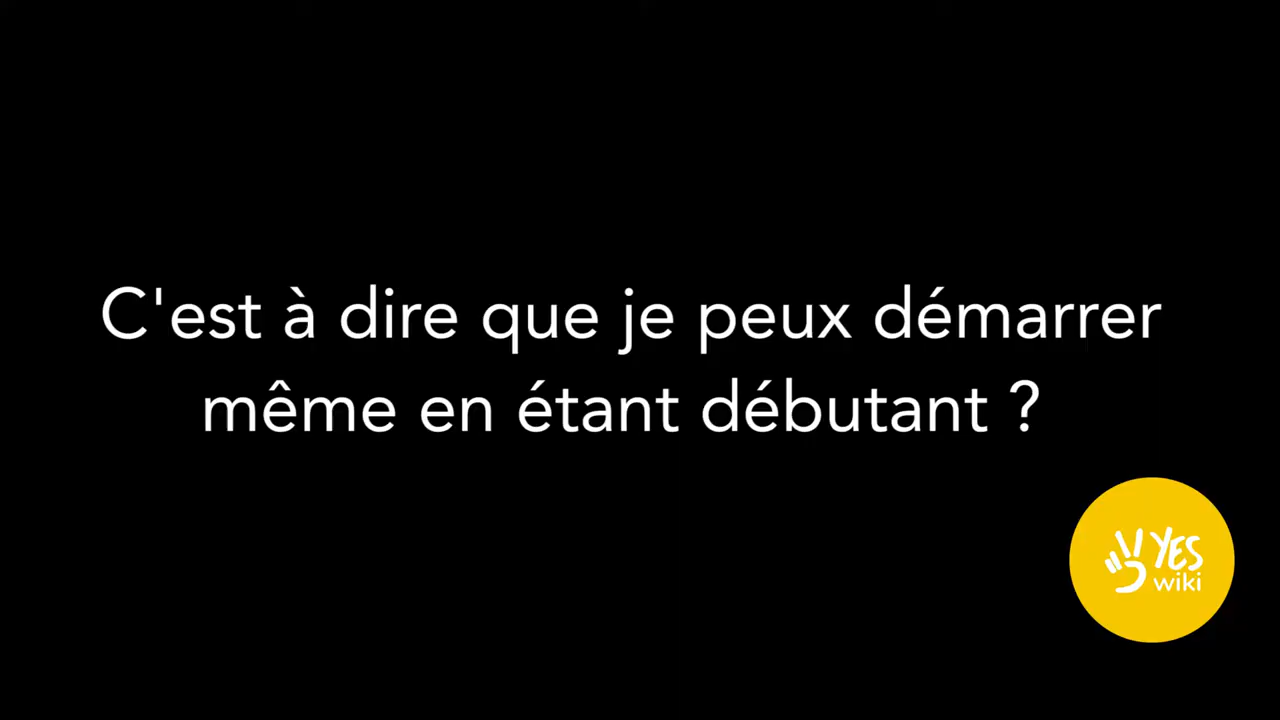 C'est à dire que je peux démarrer
même en étant débutant ?
YES
wiki